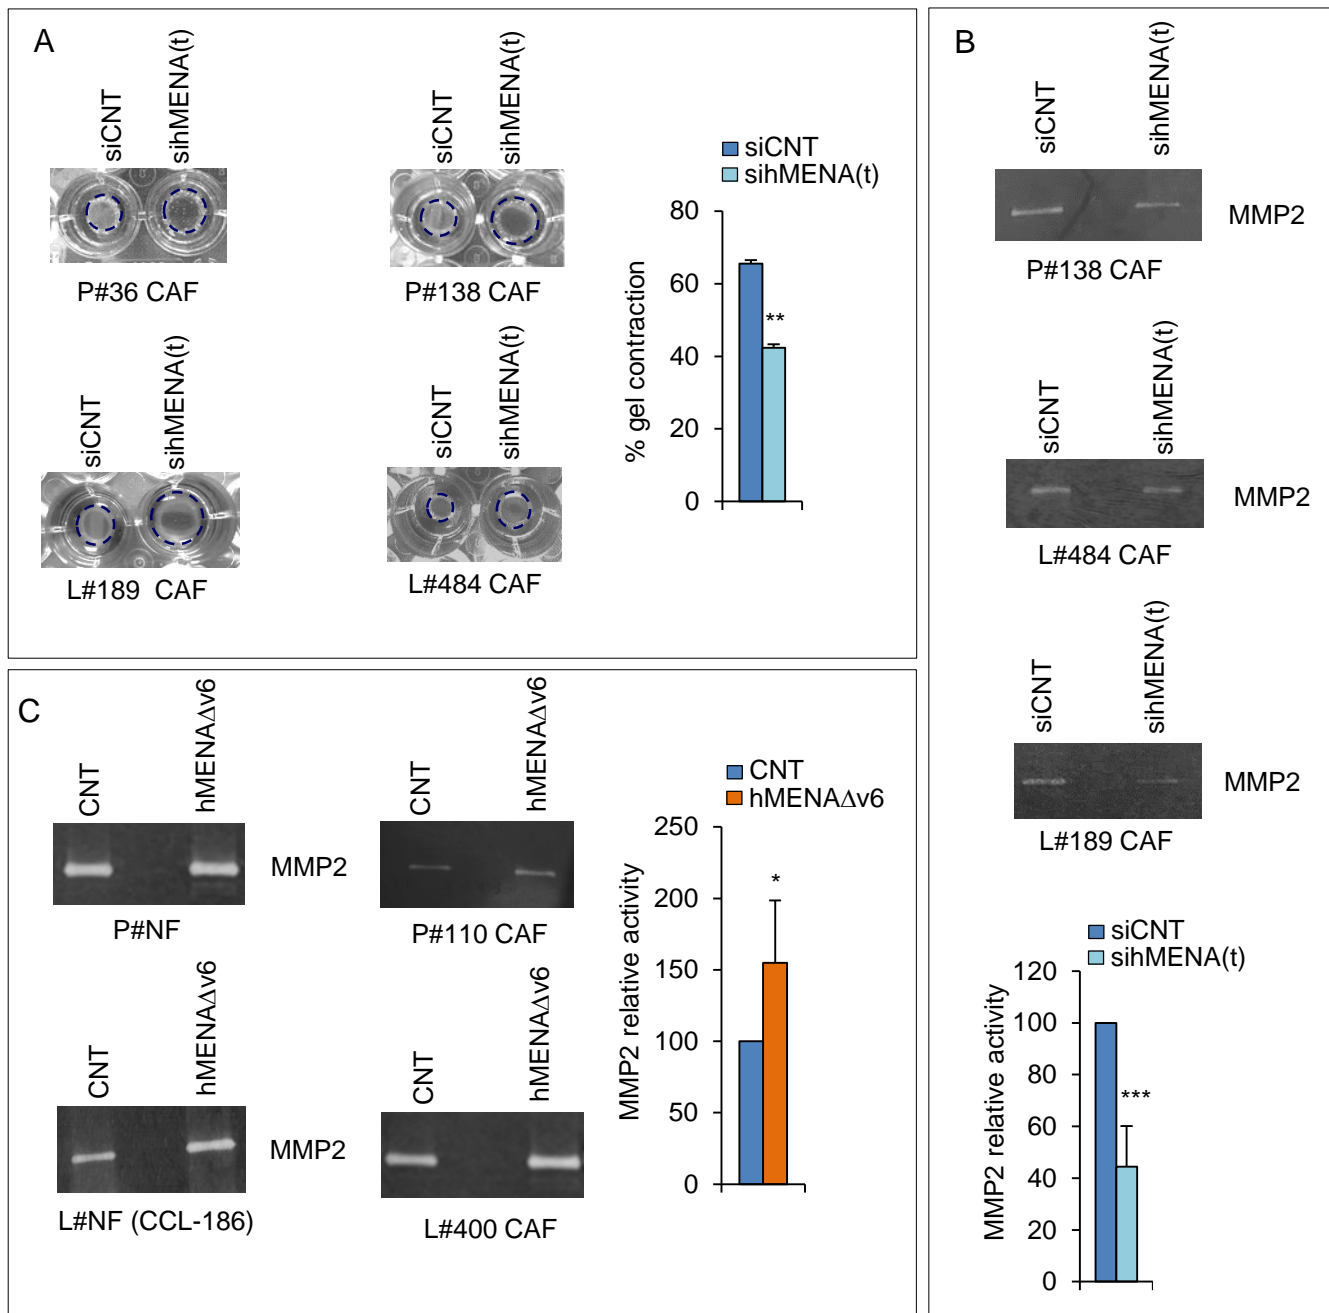 A
siCNT
sihMENA(t)
siCNT
sihMENA(t)
P#36 CAF
P#138 CAF
siCNT
sihMENA(t)
siCNT
sihMENA(t)
L#189 CAF
L#484 CAF
siCNT
sihMENA(t)
% gel contraction
80
60
40
20
0
**
B
siCNT
sihMENA(t)
MMP2
P#138 CAF
siCNT
sihMENA(t)
MMP2
L#484 CAF
siCNT
sihMENA(t)
MMP2
L#189 CAF
siCNT
sihMENA(t)
MMP2 relative activity
120
100
80
60
40
20
0
***
C
CNT
hMENAΔv6
MMP2
P#NF
CNT
hMENAΔv6
P#110 CAF
CNT
hMENAΔv6
MMP2
L#NF (CCL-186)
CNT
hMENAΔv6
L#400 CAF
CNT
hMENAΔv6
MMP2 relative activity
250
200
150
100
50
0
*